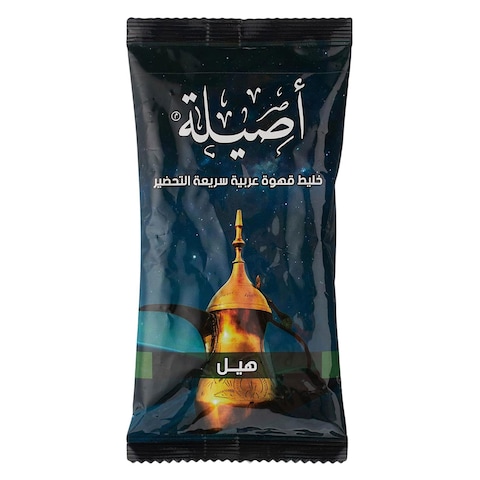 أصيلة
خليط قهوة عربية سريعة التحضير
هيل